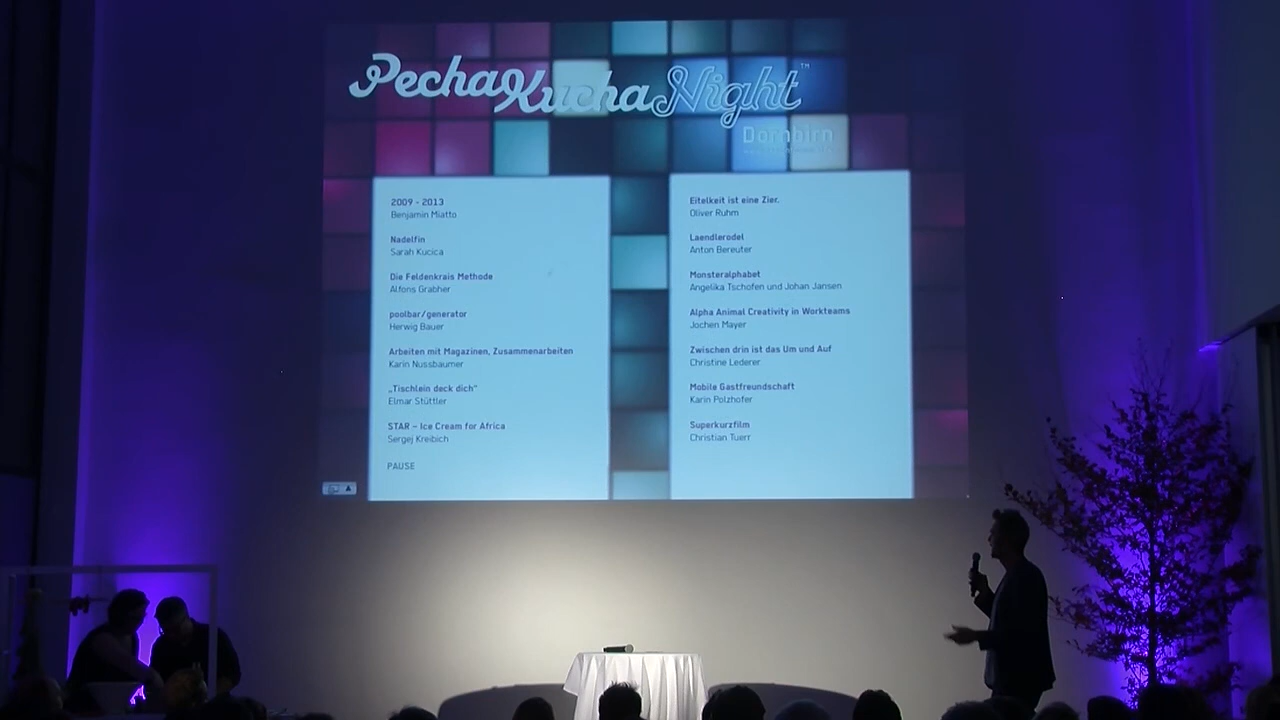 PechaKuchaNight™
Dornbirn
2009 - 2013
Benjamin Miatto
Nadelfin
Sarah Kucica
Die Feldenkrais Methode
Alfons Grabher
poolbar/generator
Herwig Bauer
Arbeiten mit Magazinen, Zusammenarbeiten
Karin Nussbaumer
„Tischlein deck dich“
Elmar Stüttler
STAR – Ice Cream for Africa
Sergej Kreibich
PAUSE
Eitelkeit ist eine Zier.
Oliver Ruhm
Laendlerodel
Anton Bereuter
Monsteralphabet
Angelika Tschofen und Johan Jansen
Alpha Animal Creativity in Workteams
Jochen Mayer
Zwischen drin ist das Um und Auf
Christine Lederer
Mobile Gastfreundschaft
Karin Polzhofer
Superkurzfilm
Christian Tuerr